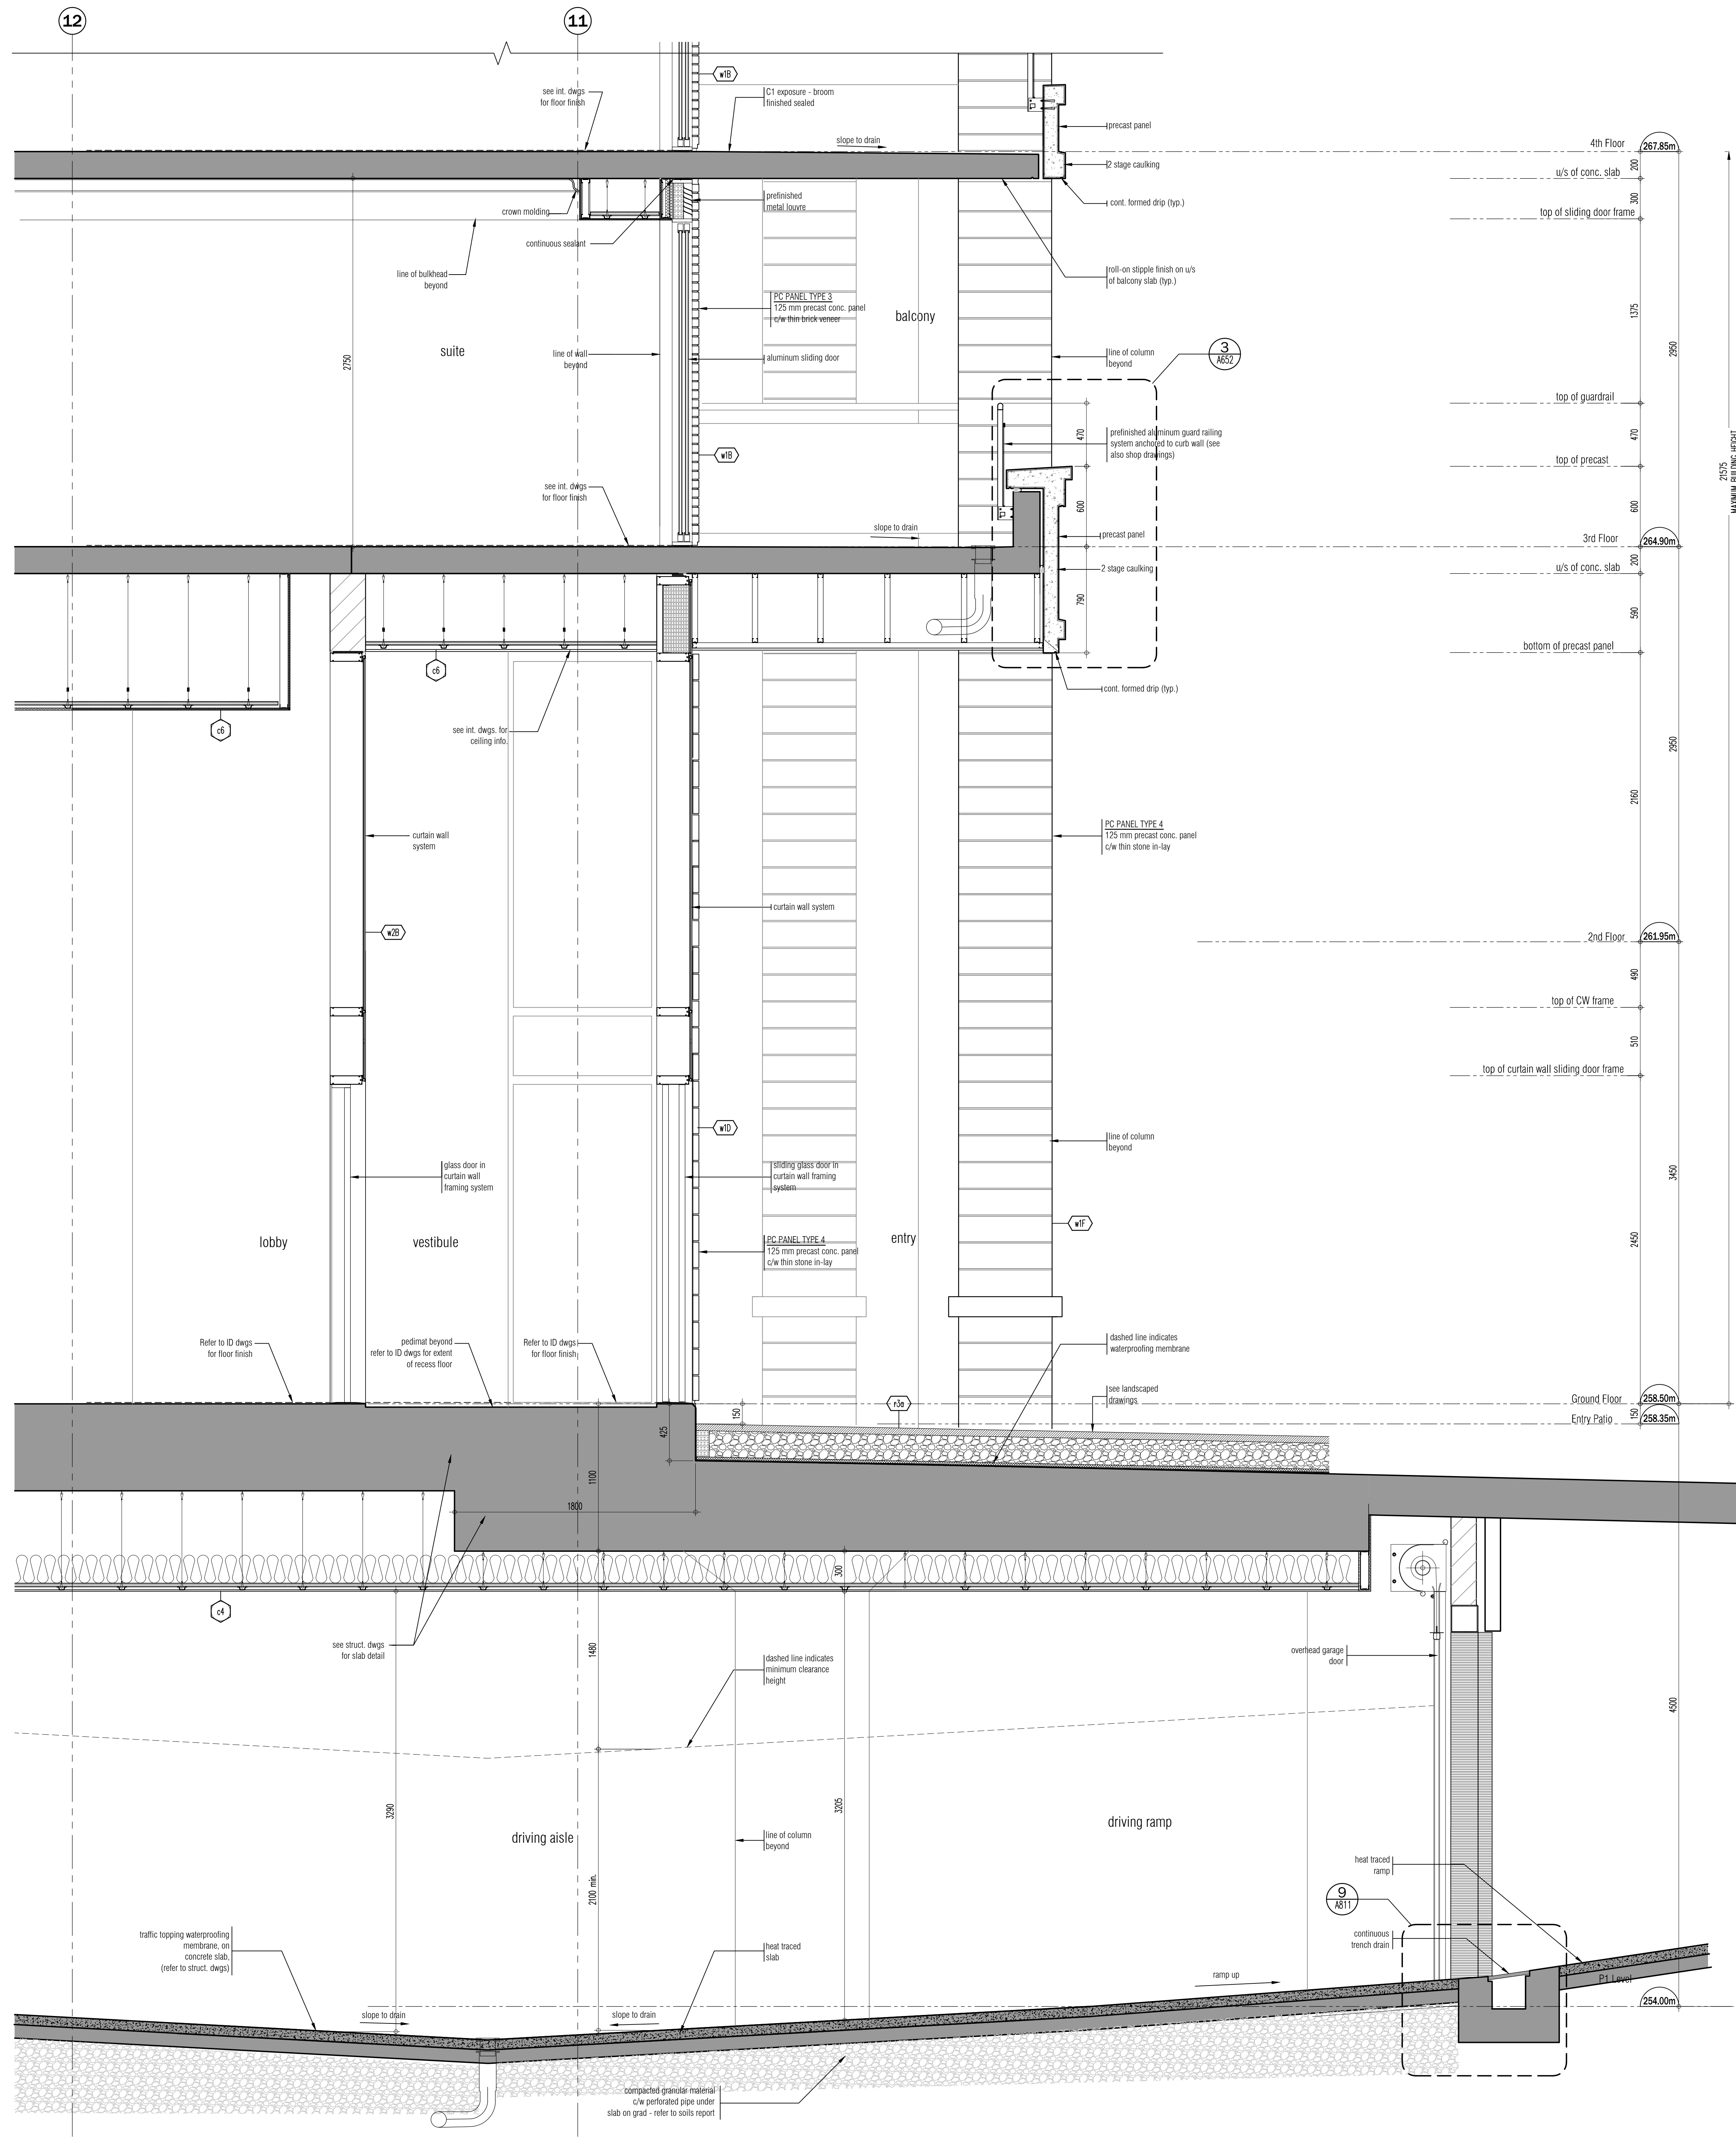 12
11
w1B
see int. dwgs
for floor finish
C1 exposure - broom
finished sealed
slope to drain
precast panel
2 stage caulking
cont. formed drip (typ.)
4th Floor
267.85m
200
u/s of conc. slab
300
top of sliding door frame
crown molding
prefinished
metal louvre
continuous sealant
line of bulkhead
beyond
roll-on stipple finish on u/s
of balcony slab (typ.)
PC PANEL TYPE 3
125 mm precast conc. panel
c/w thin brick veneer
balcony
1375
suite
2750
line of wall
beyond
aluminum sliding door
line of column
beyond
3
A652
2950
top of guardrail
470
prefinished aluminum guard railing
system anchored to curb wall (see
also shop drawings)
470
w1B
top of precast
21575
MAXIMUM BUILDING HEIGHT
see int. dwgs
for floor finish
600
600
slope to drain
precast panel
3rd Floor
264.90m
200
2 stage caulking
u/s of conc. slab
790
590
bottom of precast panel
c6
cont. formed drip (typ.)
c6
see int. dwgs. for
ceiling info.
2950
2160
curtain wall
system
PC PANEL TYPE 4
125 mm precast conc. panel
c/w thin stone in-lay
curtain wall system
w2B
2nd Floor
261.95m
490
top of CW frame
510
top of curtain wall sliding door frame
w1D
line of column
beyond
glass door in
curtain wall
framing system
sliding glass door in
curtain wall framing
system
3450
w1F
lobby
vestibule
entry
2450
PC PANEL TYPE 4
125 mm precast conc. panel
c/w thin stone in-lay
Refer to ID dwgs
for floor finish
pedimat beyond
refer to ID dwgs for extent
of recess floor
Refer to ID dwgs
for floor finish
dashed line indicates
waterproofing membrane
see landscaped
drawings
r3a
Ground Floor
258.50m
150
150
Entry Patio
258.35m
425
1100
1800
300
c4
see struct. dwgs
for slab detail
1480
dashed line indicates
minimum clearance
height
overhead garage
door
4500
3290
3205
driving aisle
line of column
beyond
driving ramp
heat traced
ramp
2100 min.
9
A811
traffic topping waterproofing
membrane, on
concrete slab,
(refer to struct. dwgs)
heat traced
slab
continuous
trench drain
ramp up
P1 Level
254.00m
slope to drain
slope to drain
compacted granular material
c/w perforated pipe under
slab on grad - refer to soils report